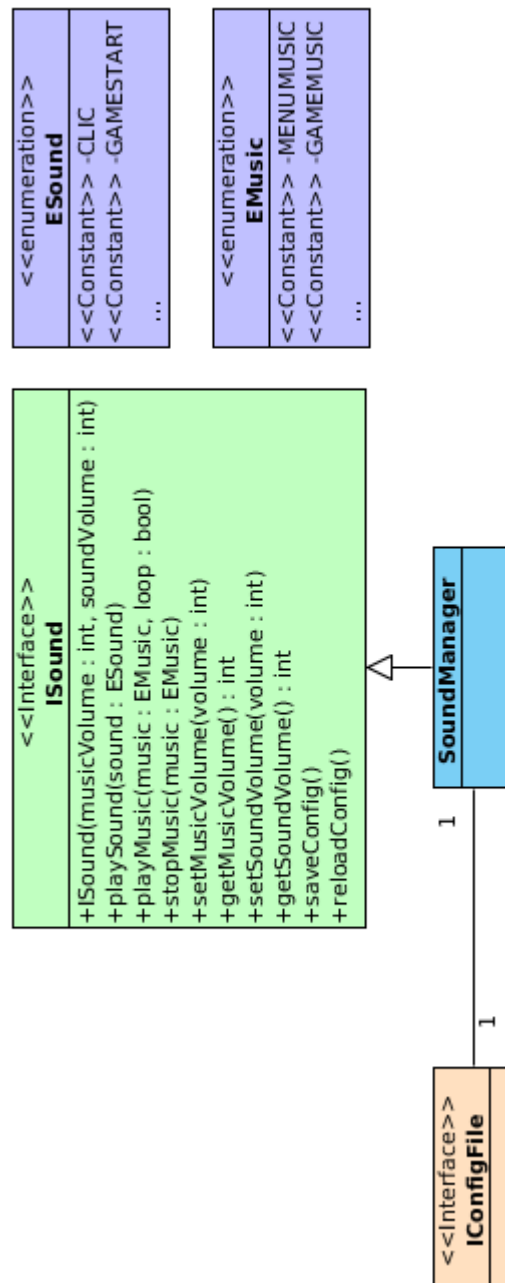 <<Interface>>
ISound
+ISound(musicVolume : int, soundVolume : int)
+playSound(sound : ESound)
+playMusic(music : EMusic, loop : bool)
+stopMusic(music : EMusic)
+setMusicVolume(volume : int)
+getMusicVolume() : int
+setSoundVolume(volume : int)
+getSoundVolume() : int
+saveConfig()
+reloadConfig()
<<enumeration>>
ESound
<<Constant>> -CLIC
<<Constant>> -GAMESTART
...
<<enumeration>>
EMusic
<<Constant>> -MENUMUSIC
<<Constant>> -GAMEMUSIC
...
<<Interface>>
IConfigFile
1
1
SoundManager